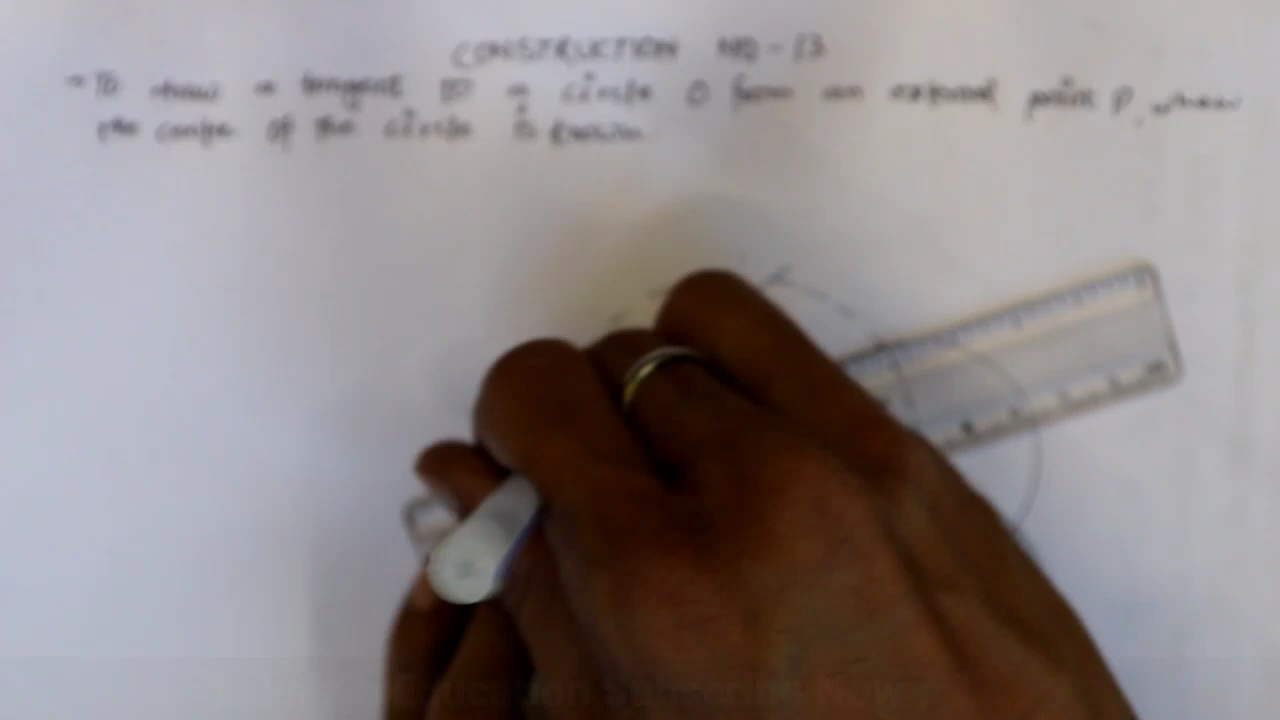 CONSTRUCTION NO - 13
- To draw a tangent to a circle O from an external point P, when
the centre of the circle is known